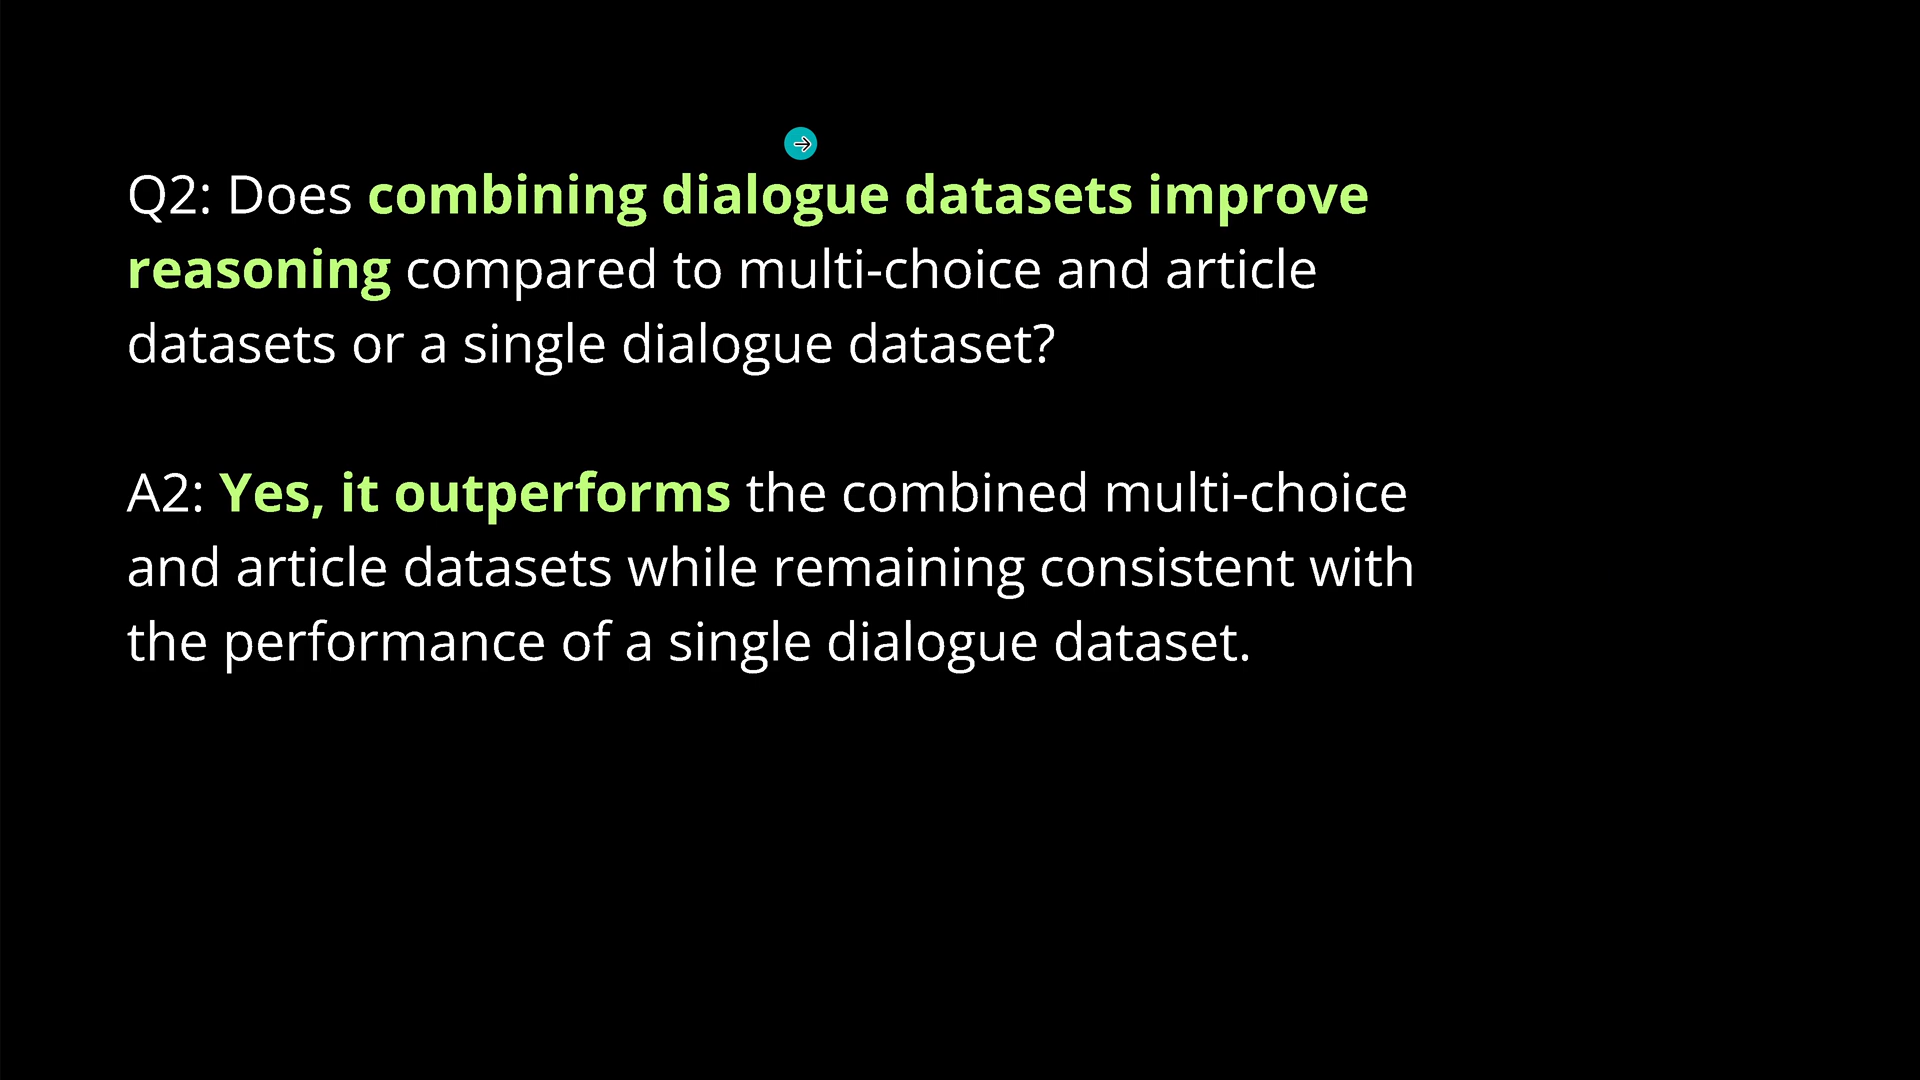 Q2: Does combining dialogue datasets improve
reasoning compared to multi-choice and article
datasets or a single dialogue dataset?
A2: Yes, it outperforms the combined multi-choice
and article datasets while remaining consistent with
the performance of a single dialogue dataset.